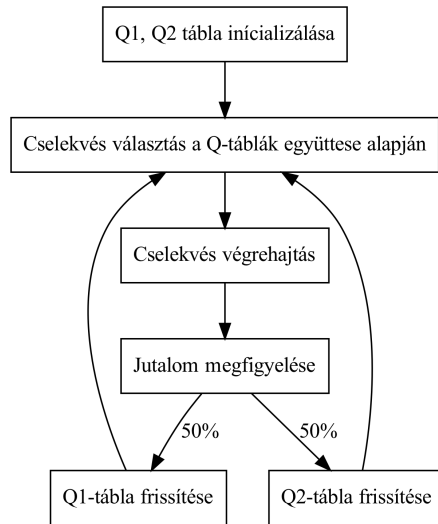 Q1, Q2 tábla inícializálása
Cselekvés választás a Q-táblák együttese alapján
Cselekvés végrehajtás
Jutalom megfigyelése
50%
50%
Q1-tábla frissítése
Q2-tábla frissítése